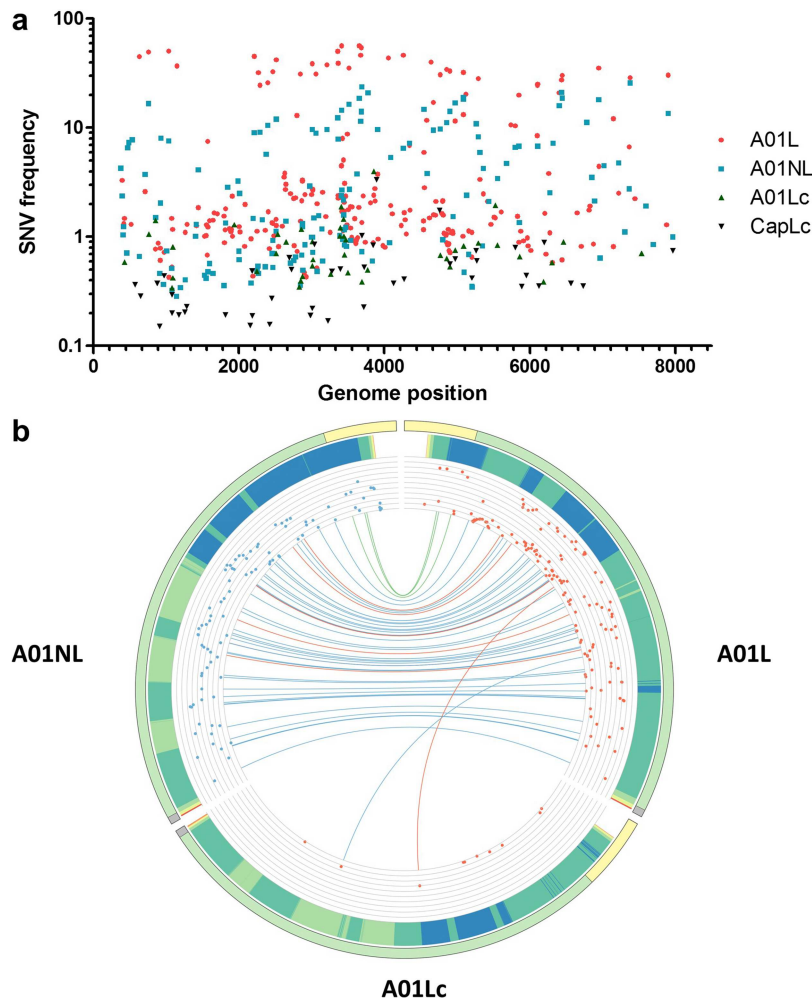 a
100
10
1
0.1
SNV frequency
0
2000
4000
6000
8000
Genome position
A01L
A01NL
A01Lc
CapLc
b
A01NL
A01L
A01Lc